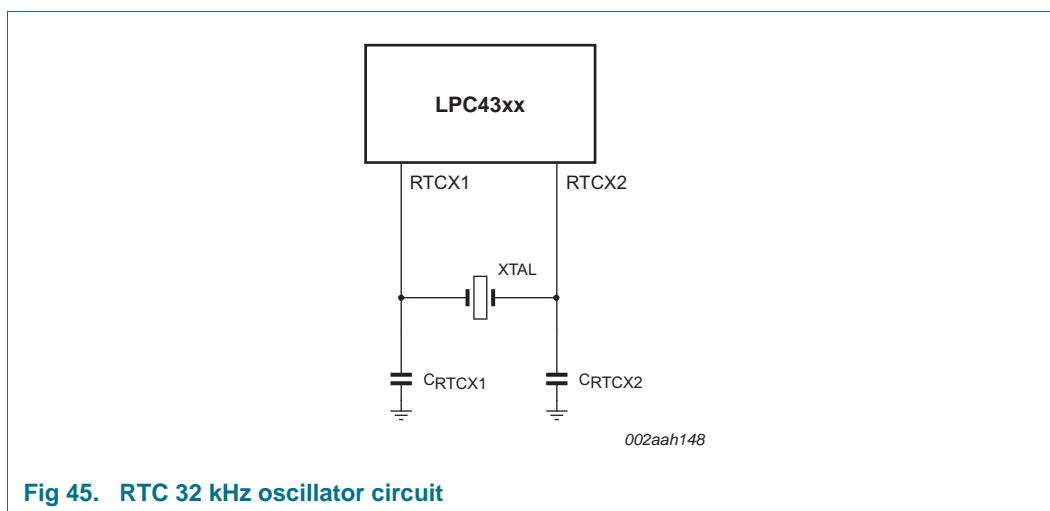 LPC43xx
RTCX1
RTCX2
XTAL
CRTCX1
CRTCX2
002aah148
Fig 45. RTC 32 kHz oscillator circuit